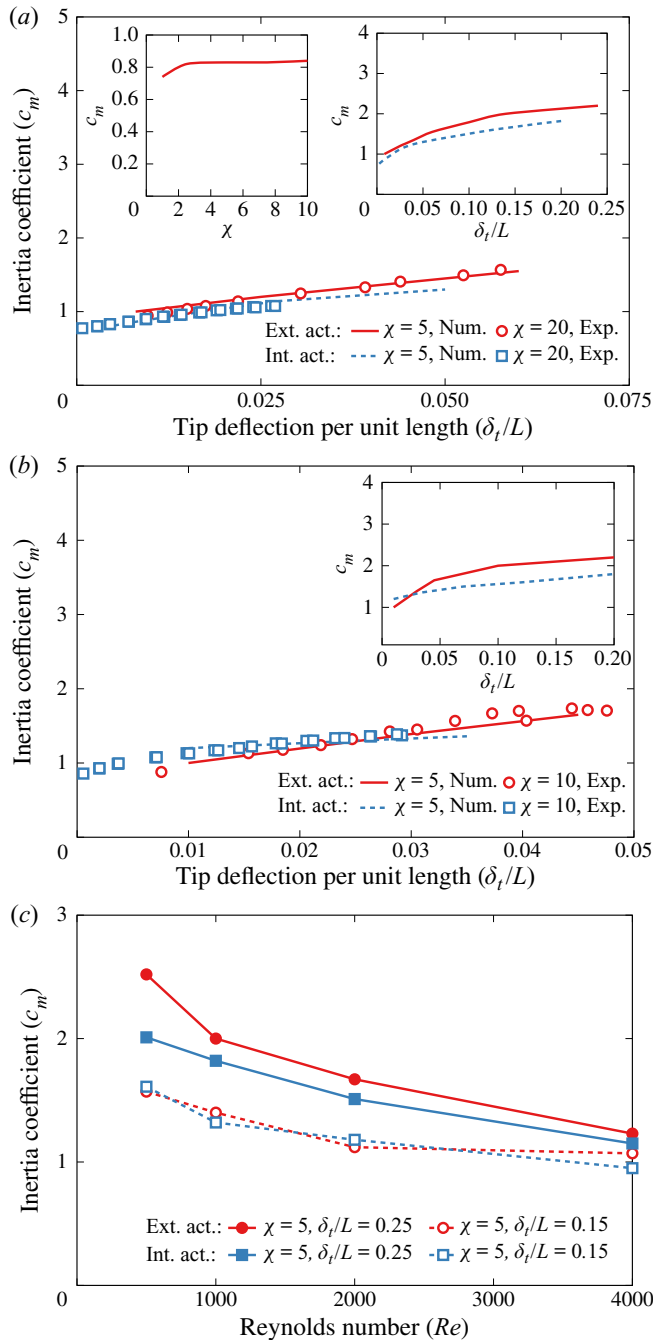 (a)
5
4
3
2
1
0
Inertia coefficient (c_m)
1.0
0.8
0.6
0.4
0.2
c_m
0
2
4
6
8
10
χ
4
3
2
1
c_m
0
0.05
0.10
0.15
0.20
0.25
δ_t/L
Ext. act.: χ = 5, Num. χ = 20, Exp.
Int. act.: χ = 5, Num. χ = 20, Exp.
0.025
0.050
0.075
Tip deflection per unit length (δ_t/L)
(b)
5
4
3
2
1
0
Inertia coefficient (c_m)
4
3
2
1
c_m
0
0.05
0.10
0.15
0.20
δ_t/L
Ext. act.: χ = 5, Num. χ = 10, Exp.
Int. act.: χ = 5, Num. χ = 10, Exp.
0.01
0.02
0.03
0.04
0.05
Tip deflection per unit length (δ_t/L)
(c)
3
2
1
0
Inertia coefficient (c_m)
Ext. act.: χ = 5, δ_t/L = 0.25 χ = 5, δ_t/L = 0.15
Int. act.: χ = 5, δ_t/L = 0.25 χ = 5, δ_t/L = 0.15
1000
2000
3000
4000
Reynolds number (Re)